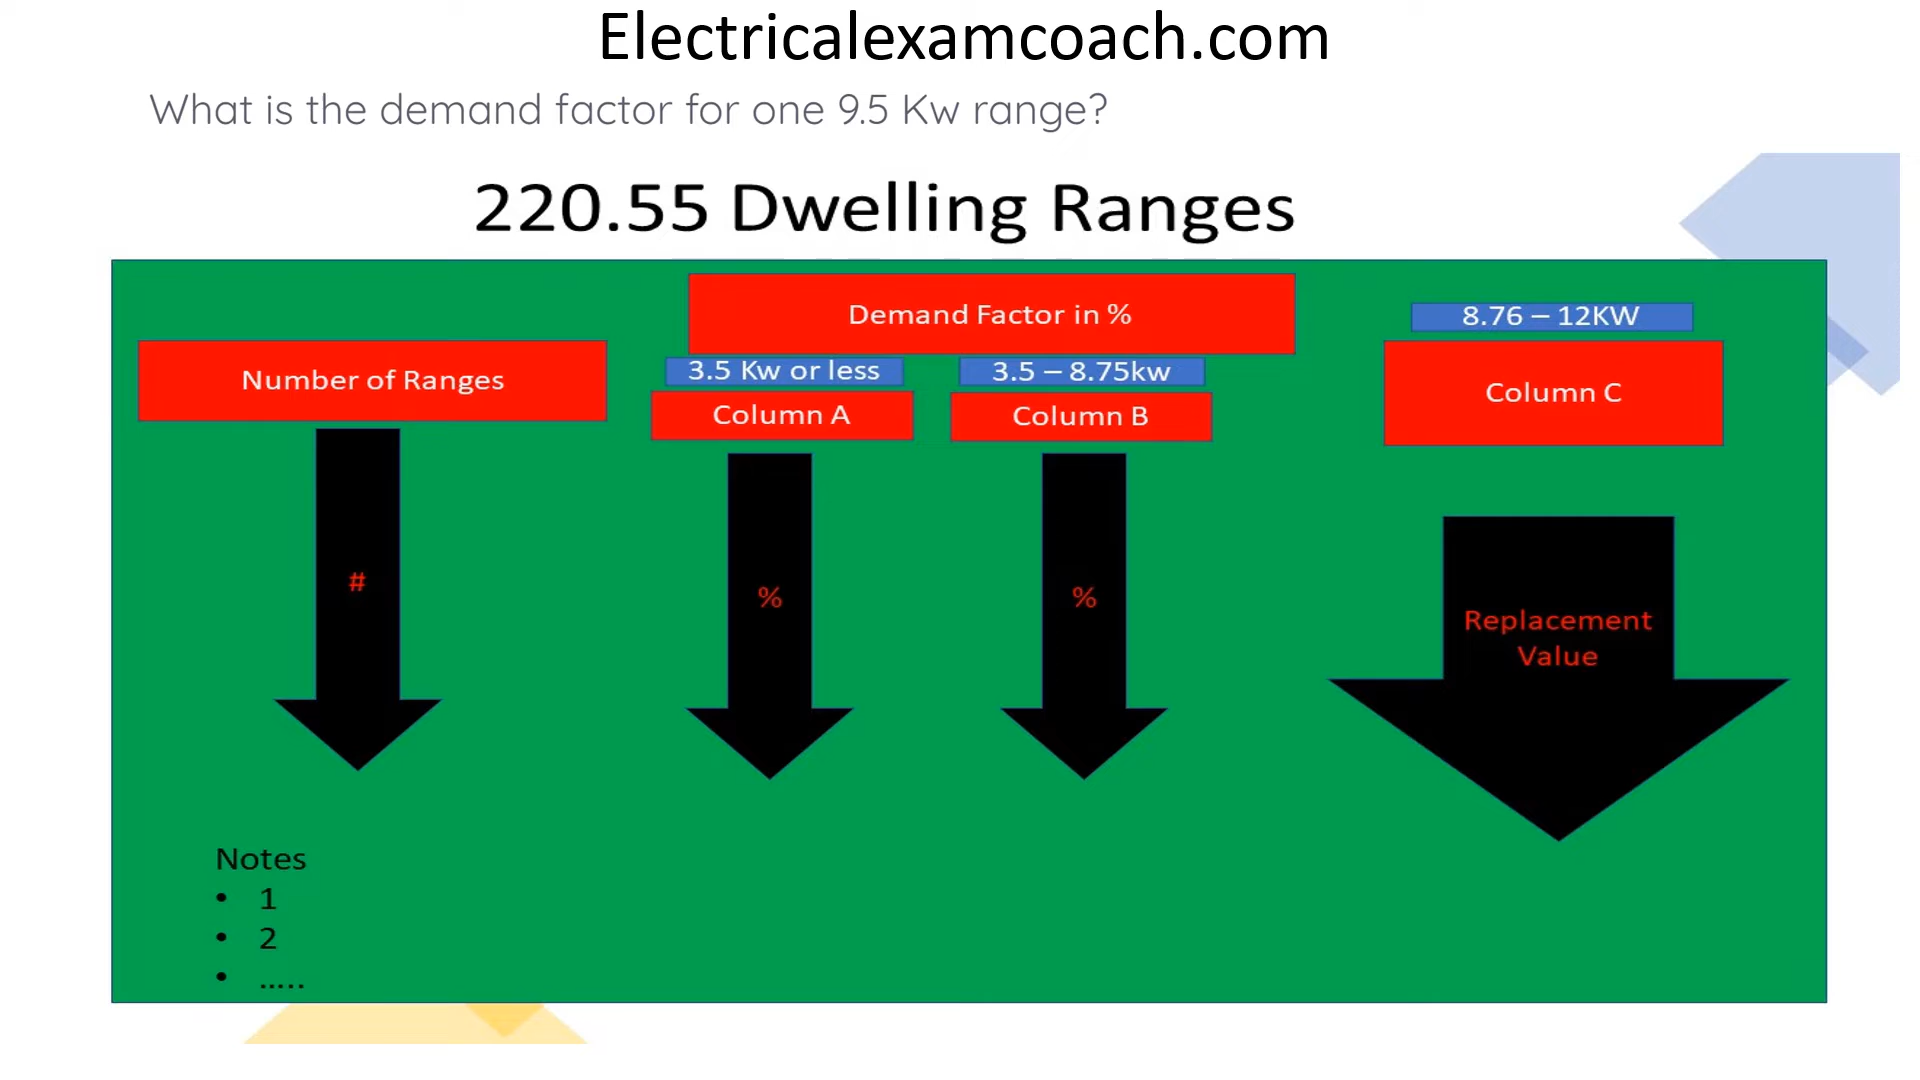 Electricalexamcoach.com
What is the demand factor for one 9.5 Kw range?
220.55 Dwelling Ranges
Demand Factor in %
8.76 – 12KW
Number of Ranges
3.5 Kw or less
3.5 – 8.75kw
Column C
Column A
Column B
#
%
%
Replacement
Value
Notes
• 1
• 2
• .....